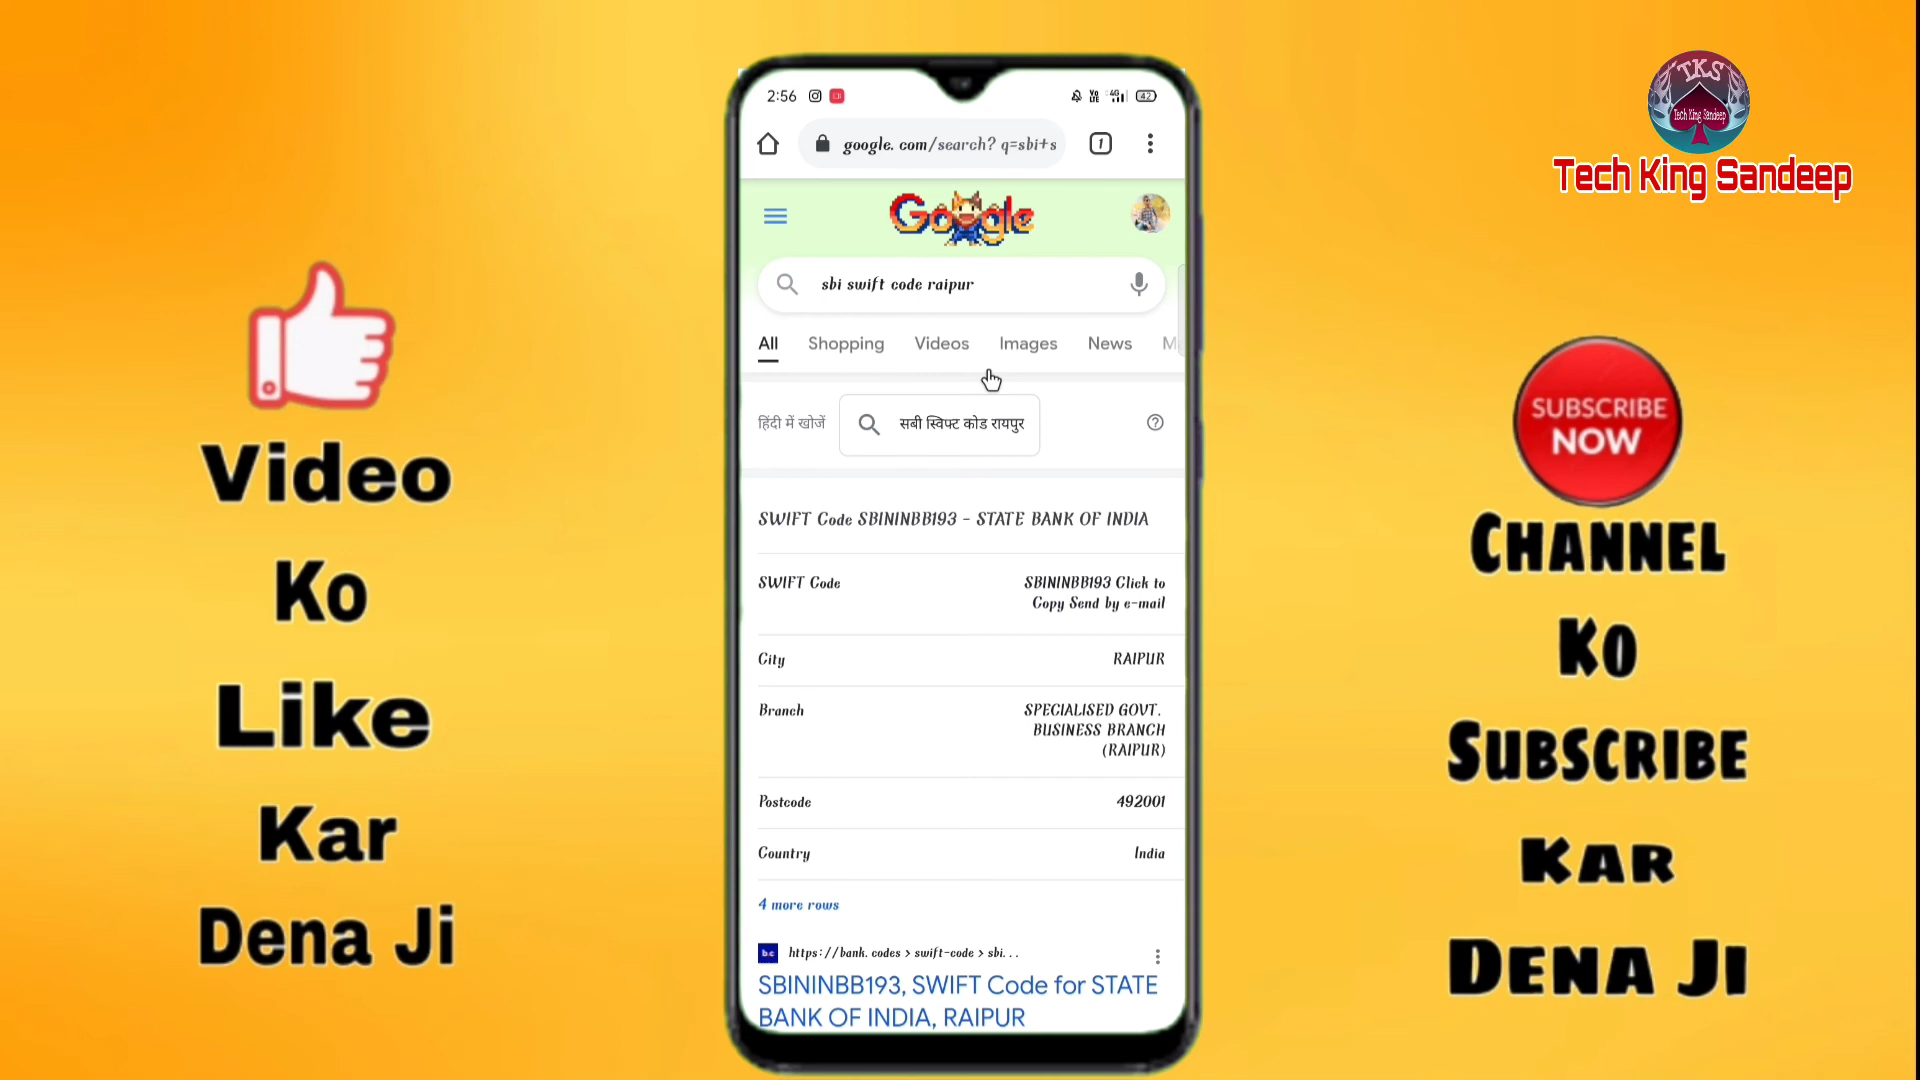 TKS
Tech King Sandeep
Tech King Sandeep
Video
Ko
Like
Kar
Dena Ji
2:56
VoLTE 4G 42
google. com/search? q=sbi+s
1
Google
sbi swift code raipur
All Shopping Videos Images News M
हिंदी में खोजें सबी स्विफ्ट कोड रायपुर
SWIFT Code SBININBB193 - STATE BANK OF INDIA
SWIFT Code SBININBB193 Click to
Copy Send by e-mail
City RAIPUR
Branch SPECIALISED GOVT.
BUSINESS BRANCH
(RAIPUR)
Postcode 492001
Country India
4 more rows
b.c https://bank. codes > swift-code > sbi. . .
SBININBB193, SWIFT Code for STATE
BANK OF INDIA, RAIPUR
SUBSCRIBE
NOW
CHANNEL
KO
SUBSCRIBE
KAR
DENA JI